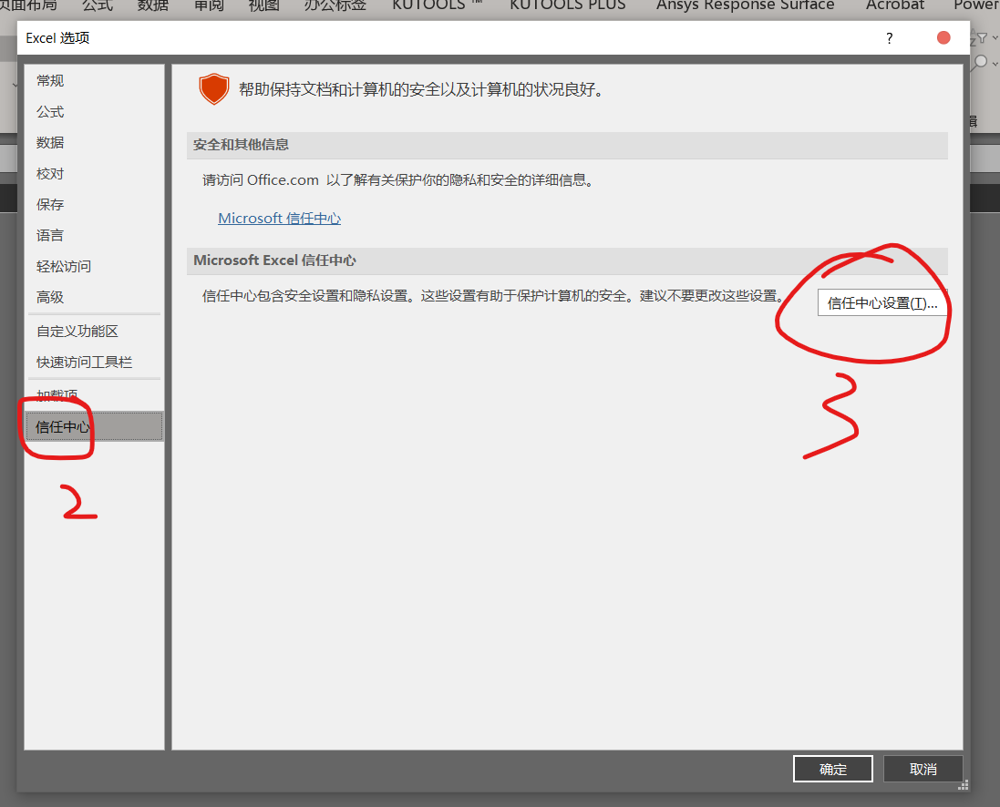 页面布局 公式 数据 审阅 视图 办公标签 KUTOOLS ™ KUTOOLS PLUS Ansys Response Surface Acrobat Power
Excel 选项 ?
常规
公式
数据
校对
保存
语言
轻松访问
高级
自定义功能区
快速访问工具栏
加载项
信任中心
2
帮助保持文档和计算机的安全以及计算机的状况良好。
安全和其他信息
请访问 Office.com 以了解有关保护你的隐私和安全的详细信息。
Microsoft 信任中心
Microsoft Excel 信任中心
信任中心包含安全设置和隐私设置。这些设置有助于保护计算机的安全。建议不要更改这些设置。
信任中心设置(T)...
3
确定 取消